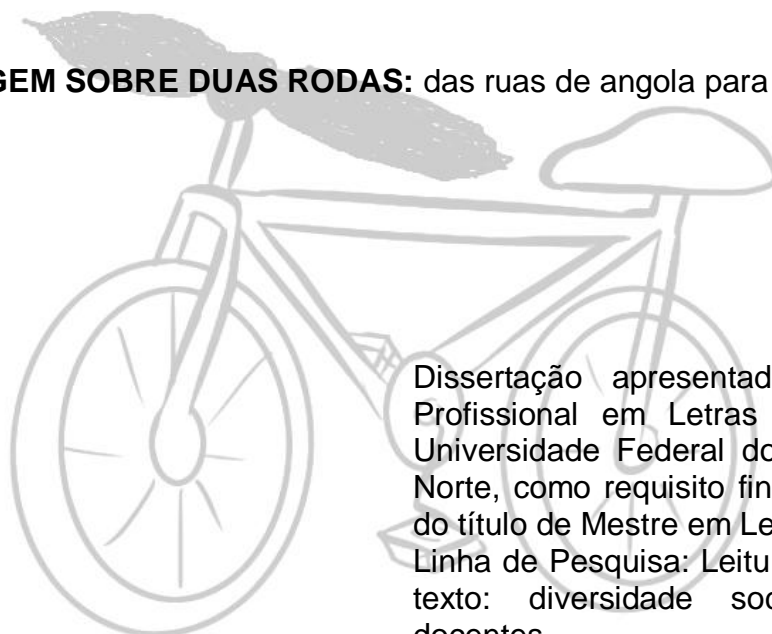 GEM SOBRE DUAS RODAS: das ruas de angola para
Dissertação apresentad
Profissional em Letras
Universidade Federal do
Norte, como requisito fin
do título de Mestre em Le
Linha de Pesquisa: Leitu
texto: diversidade soc
docentes